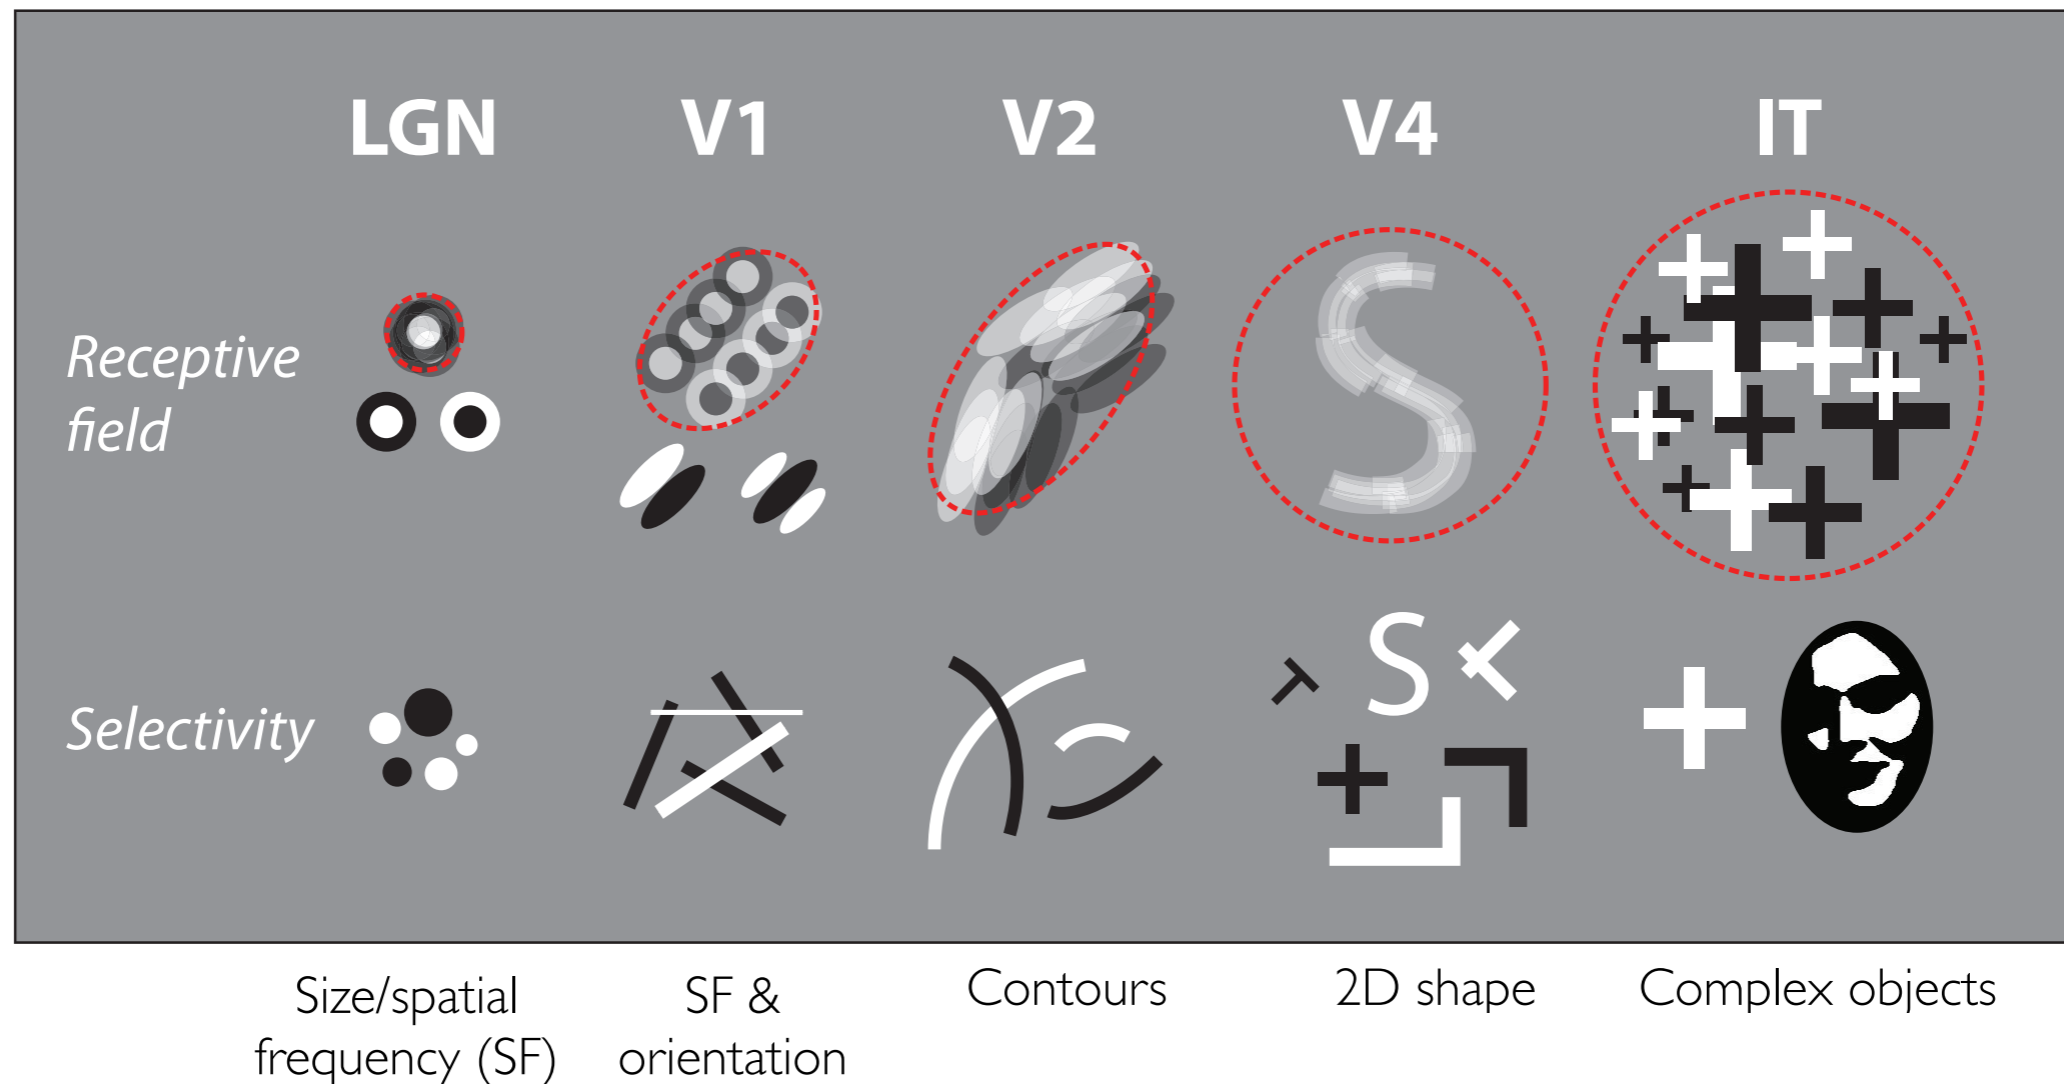 LGN V1 V2 V4 IT
Receptive
field
S
Selectivity
Size/spatial
frequency (SF)
SF &
orientation
Contours
2D shape
Complex objects